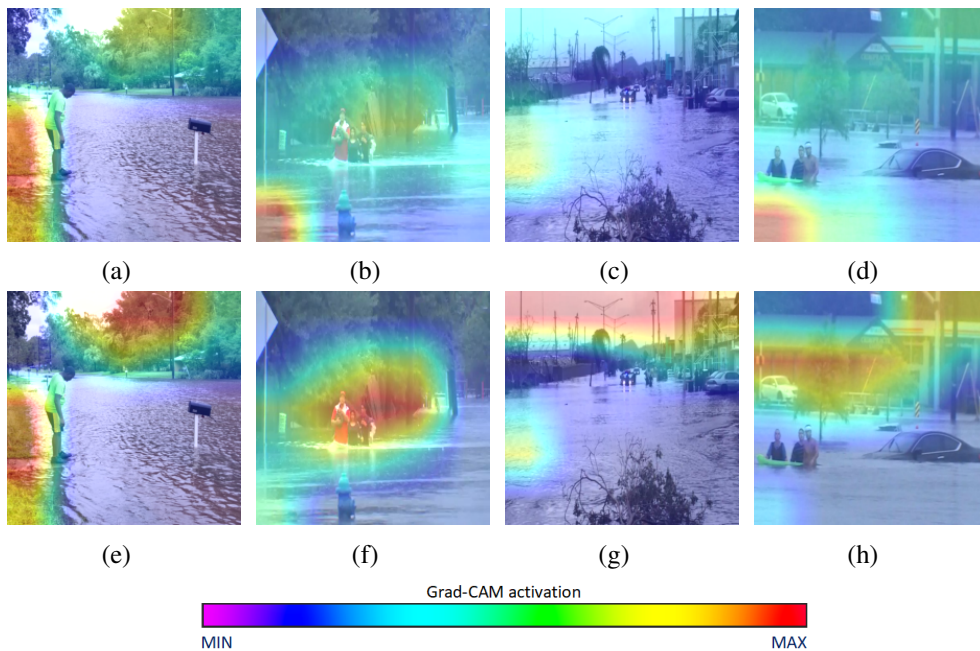 (a)
(b)
(c)
(d)
(e)
(f)
(g)
(h)
Grad-CAM activation
MIN
MAX